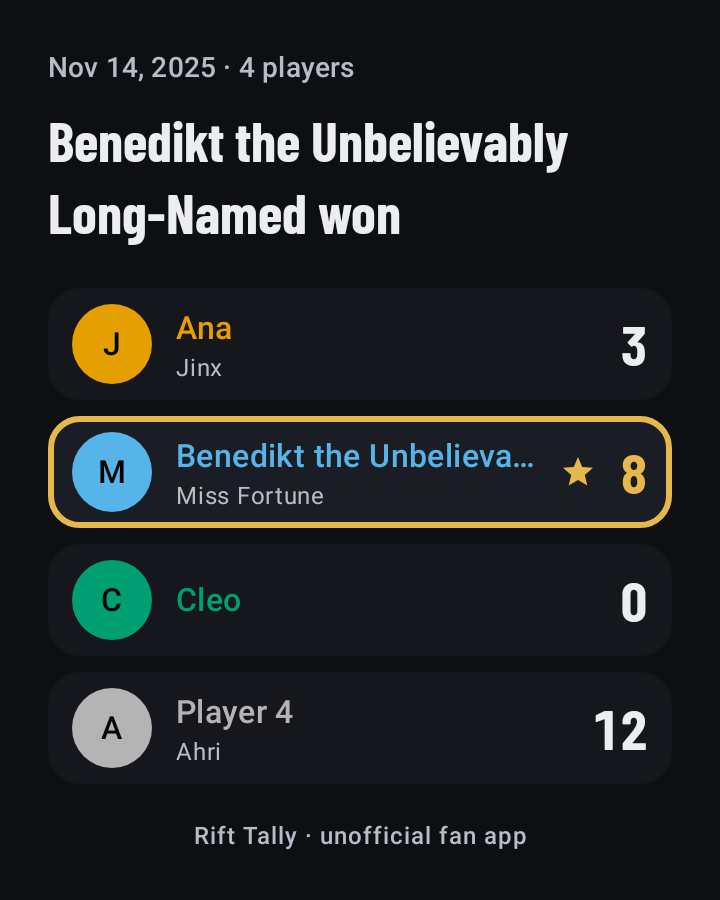 Nov 14, 2025 · 4 players
Benedikt the Unbelievably
Long-Named won
J
Ana
Jinx
3
M
Benedikt the Unbelieva...
Miss Fortune
8
C
Cleo
0
A
Player 4
Ahri
12
Rift Tally · unofficial fan app